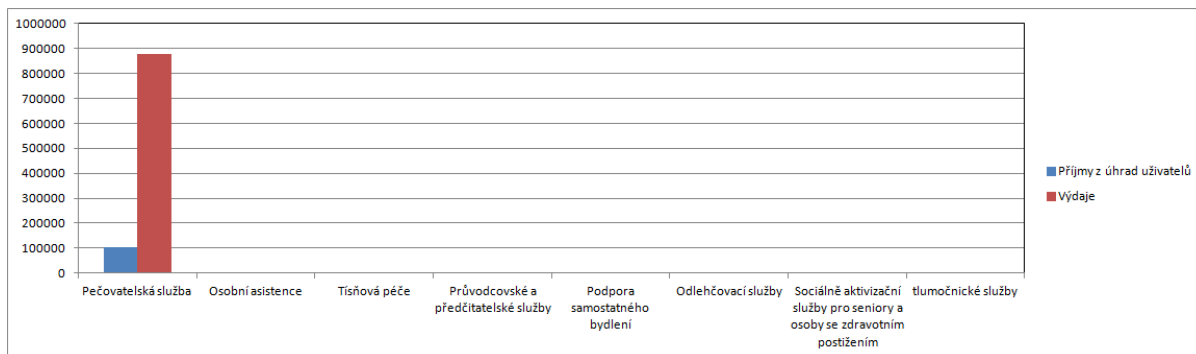 1000000
900000
800000
700000
600000
500000
400000
300000
200000
100000
0
Pečovatelská služba
Osobní asistence
Tísňová péče
Průvodcovské a
předčitatelské služby
Podpora
samostatného
bydlení
Odlehčovací služby
Sociálně aktivizační
služby pro seniory a
osoby se zdravotním
postižením
tlumočnické služby
Příjmy z úhrad uživatelů
Výdaje